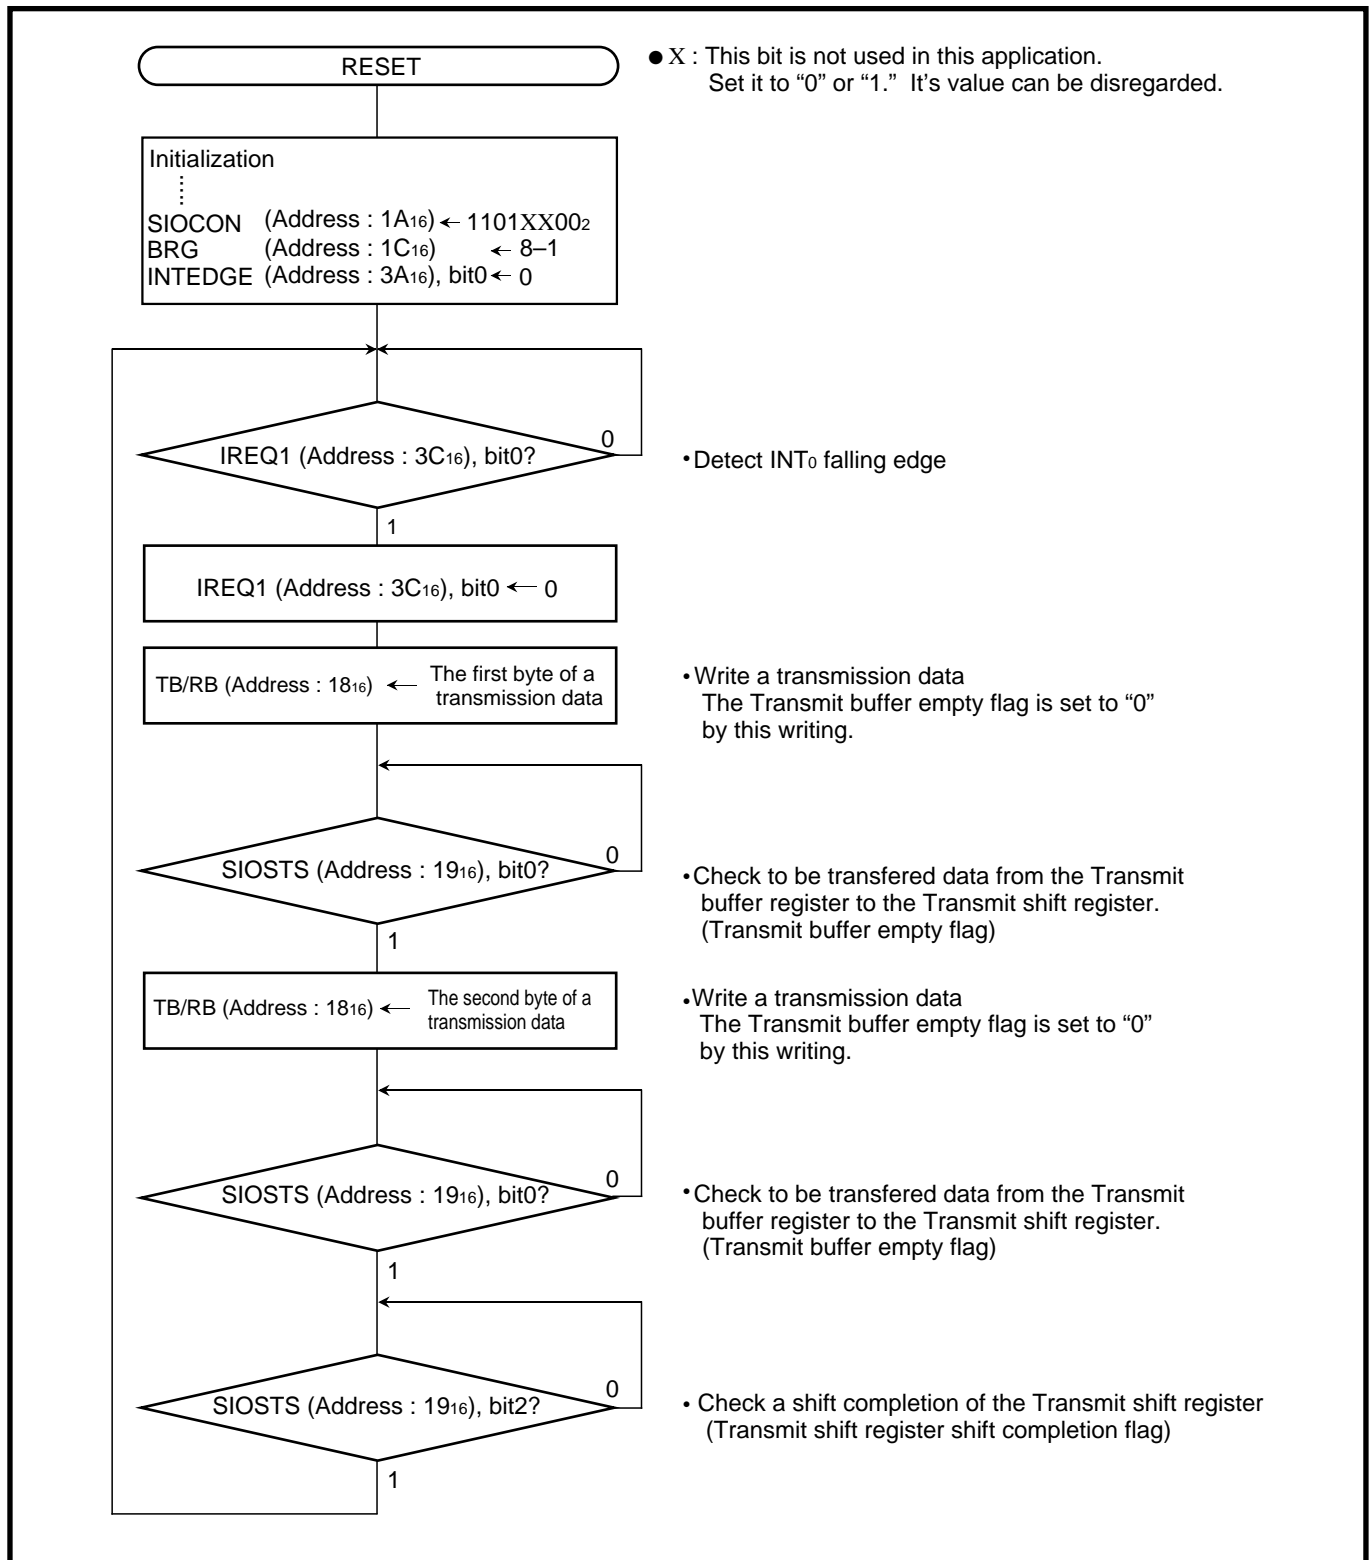 RESET
● X : This bit is not used in this application.
Set it to “0” or “1.” It's value can be disregarded.
Initialization
SIOCON (Address : 1A16) ← 1101XX002
BRG (Address : 1C16) ← 8–1
INTEDGE (Address : 3A16), bit0 ← 0
IREQ1 (Address : 3C16), bit0?
0
• Detect INT0 falling edge
1
IREQ1 (Address : 3C16), bit0 ← 0
TB/RB (Address : 1816) ← The first byte of a
transmission data
• Write a transmission data
The Transmit buffer empty flag is set to “0”
by this writing.
SIOSTS (Address : 1916), bit0?
0
• Check to be transfered data from the Transmit
buffer register to the Transmit shift register.
(Transmit buffer empty flag)
1
TB/RB (Address : 1816) ← The second byte of a
transmission data
• Write a transmission data
The Transmit buffer empty flag is set to “0”
by this writing.
SIOSTS (Address : 1916), bit0?
0
• Check to be transfered data from the Transmit
buffer register to the Transmit shift register.
(Transmit buffer empty flag)
1
SIOSTS (Address : 1916), bit2?
0
• Check a shift completion of the Transmit shift register
(Transmit shift register shift completion flag)
1